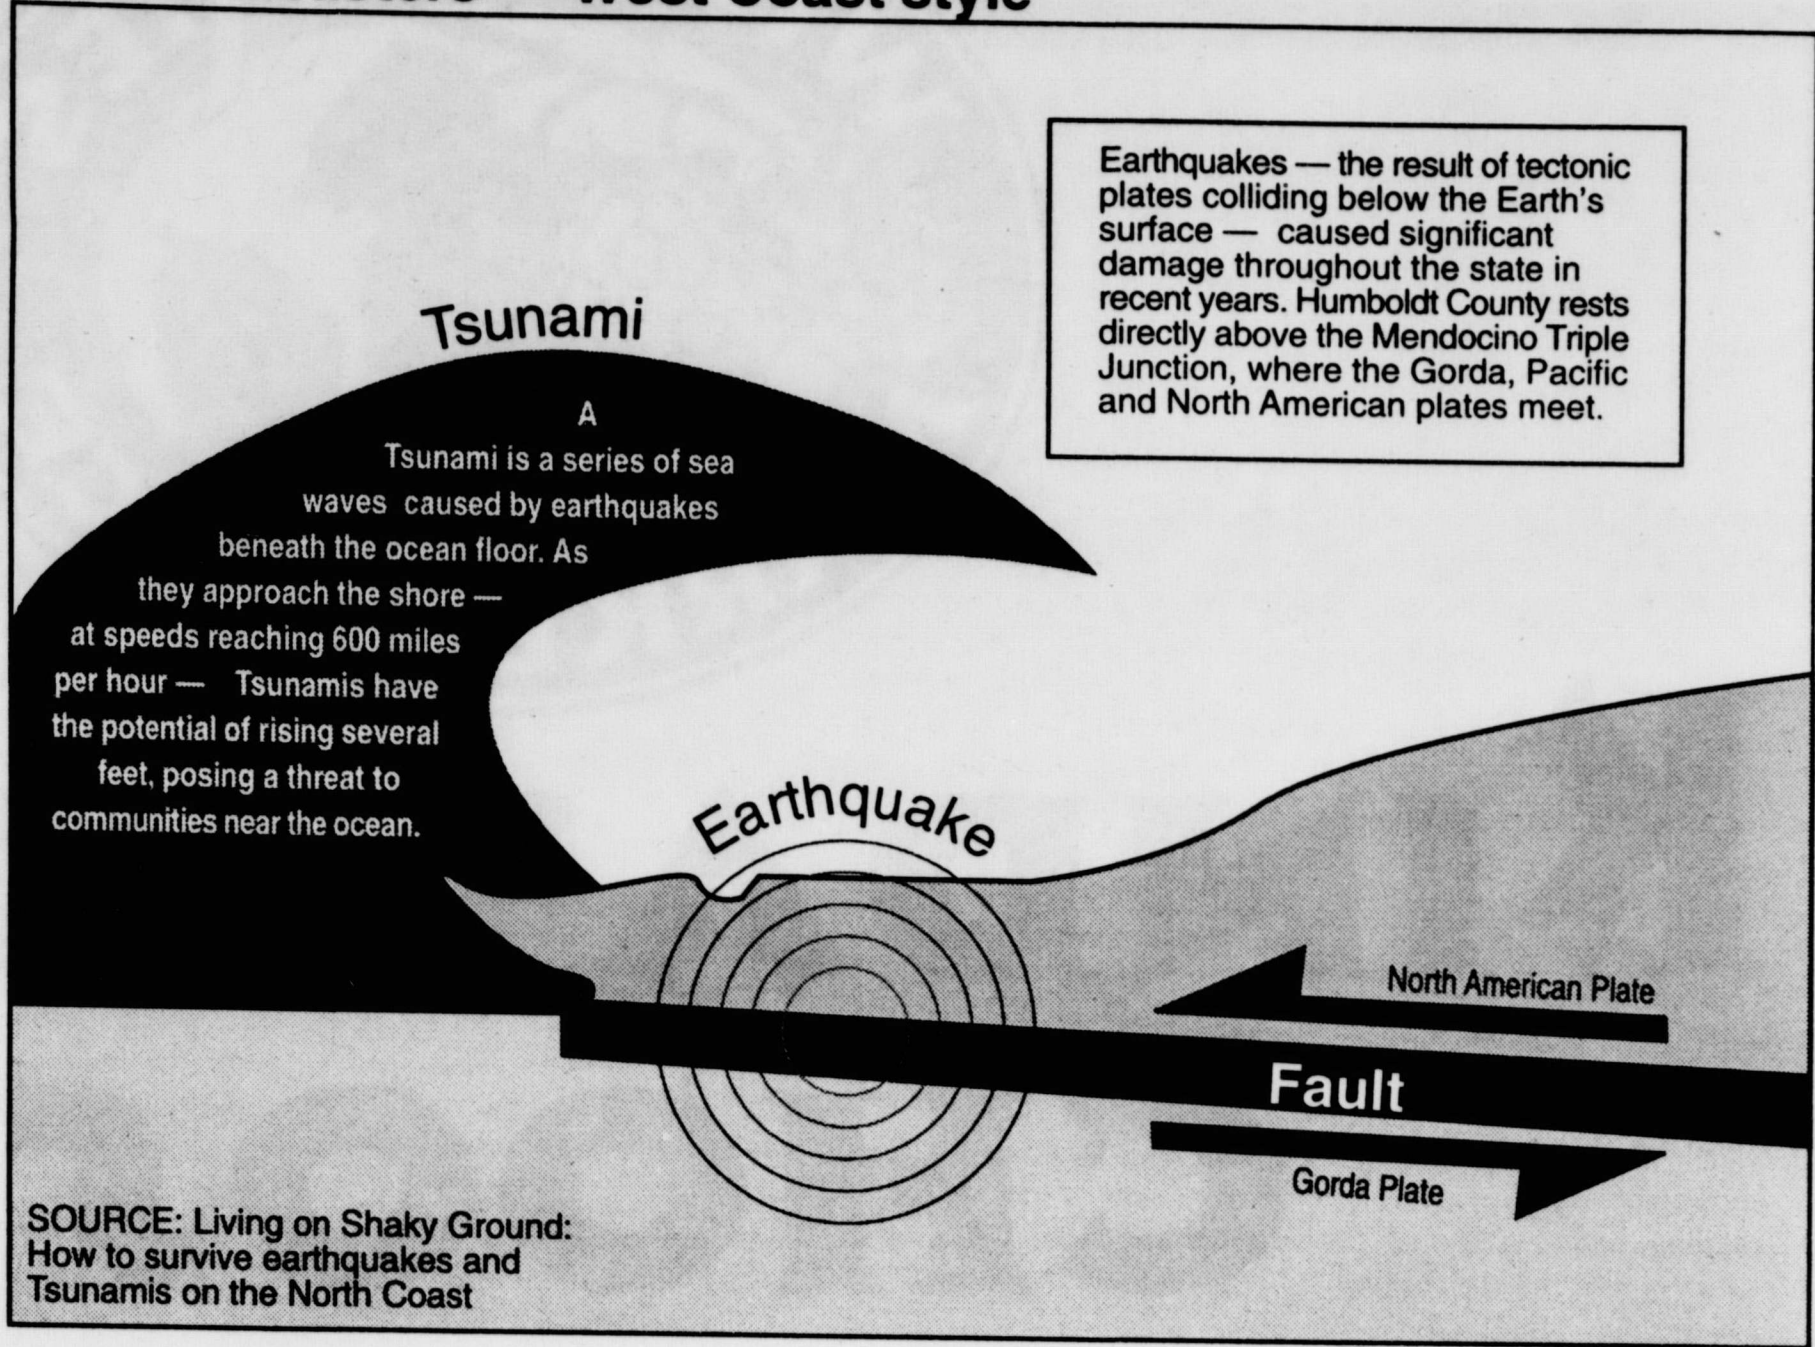 West Coast style
Earthquakes — the result of tectonic
plates colliding below the Earth's
surface — caused significant
damage throughout the state in
recent years. Humboldt County rests
directly above the Mendocino Triple
Junction, where the Gorda, Pacific
and North American plates meet.
Tsunami
A
Tsunami is a series of sea
waves caused by earthquakes
beneath the ocean floor. As
they approach the shore —
at speeds reaching 600 miles
per hour — Tsunamis have
the potential of rising several
feet, posing a threat to
communities near the ocean.
Earthquake
North American Plate
Fault
Gorda Plate
SOURCE: Living on Shaky Ground:
How to survive earthquakes and
Tsunamis on the North Coast